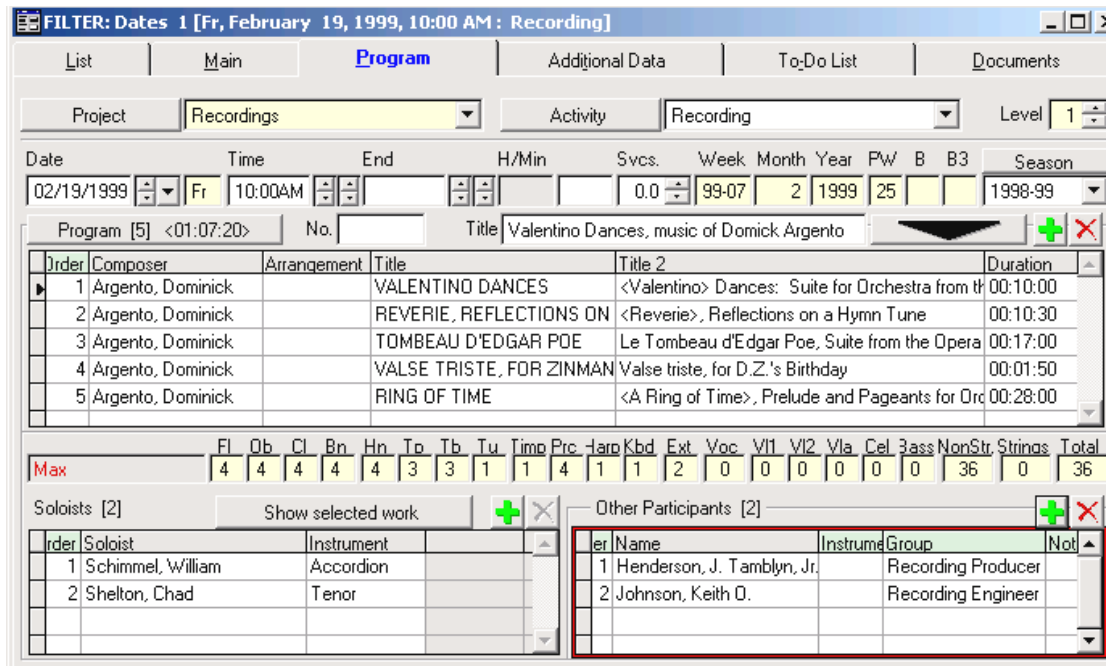 FILTER: Dates 1 [Fr, February 19, 1999, 10:00 AM : Recording]
List Main Program Additional Data To-Do List Documents
Project Recordings Activity Recording Level 1
Date Time End H/Min Svcs. Week Month Year PW B B3 Season
02/19/1999 Fr 10:00AM 0.0 99-07 2 1999 25 1998-99
Program [5] <01:07:20> No. Title Valentino Dances, music of Domick Argento
Order Composer Arrangement Title Title 2 Duration
1 Argento, Dominick VALENTINO DANCES <Valentino> Dances: Suite for Orchestra from th 00:10:00
2 Argento, Dominick REVERIE, REFLECTIONS ON <Reverie>, Reflections on a Hymn Tune 00:10:30
3 Argento, Dominick TOMBEAU D'EDGAR POE Le Tombeau d'Edgar Poe, Suite from the Opera 00:17:00
4 Argento, Dominick VALSE TRISTE, FOR ZINMAN Valse triste, for D.Z.'s Birthday 00:01:50
5 Argento, Dominick RING OF TIME <A Ring of Time>, Prelude and Pageants for Orc 00:28:00
Fl Ob Cl Bn Hn Tp Tb Tu Timp Prc Harp Kbd Ext Voc Vl1 Vl2 Vla Cel Bass NonStr. Strings Total
Max 4 4 4 4 4 3 3 1 1 4 1 1 2 0 0 0 0 0 0 36 0 36
Soloists [2] Show selected work Other Participants [2]
rder Soloist Instrument er Name Instrume Group Not
1 Schimmel, William Accordion 1 Henderson, J. Tamblyn, Jr. Recording Producer
2 Shelton, Chad Tenor 2 Johnson, Keith O. Recording Engineer